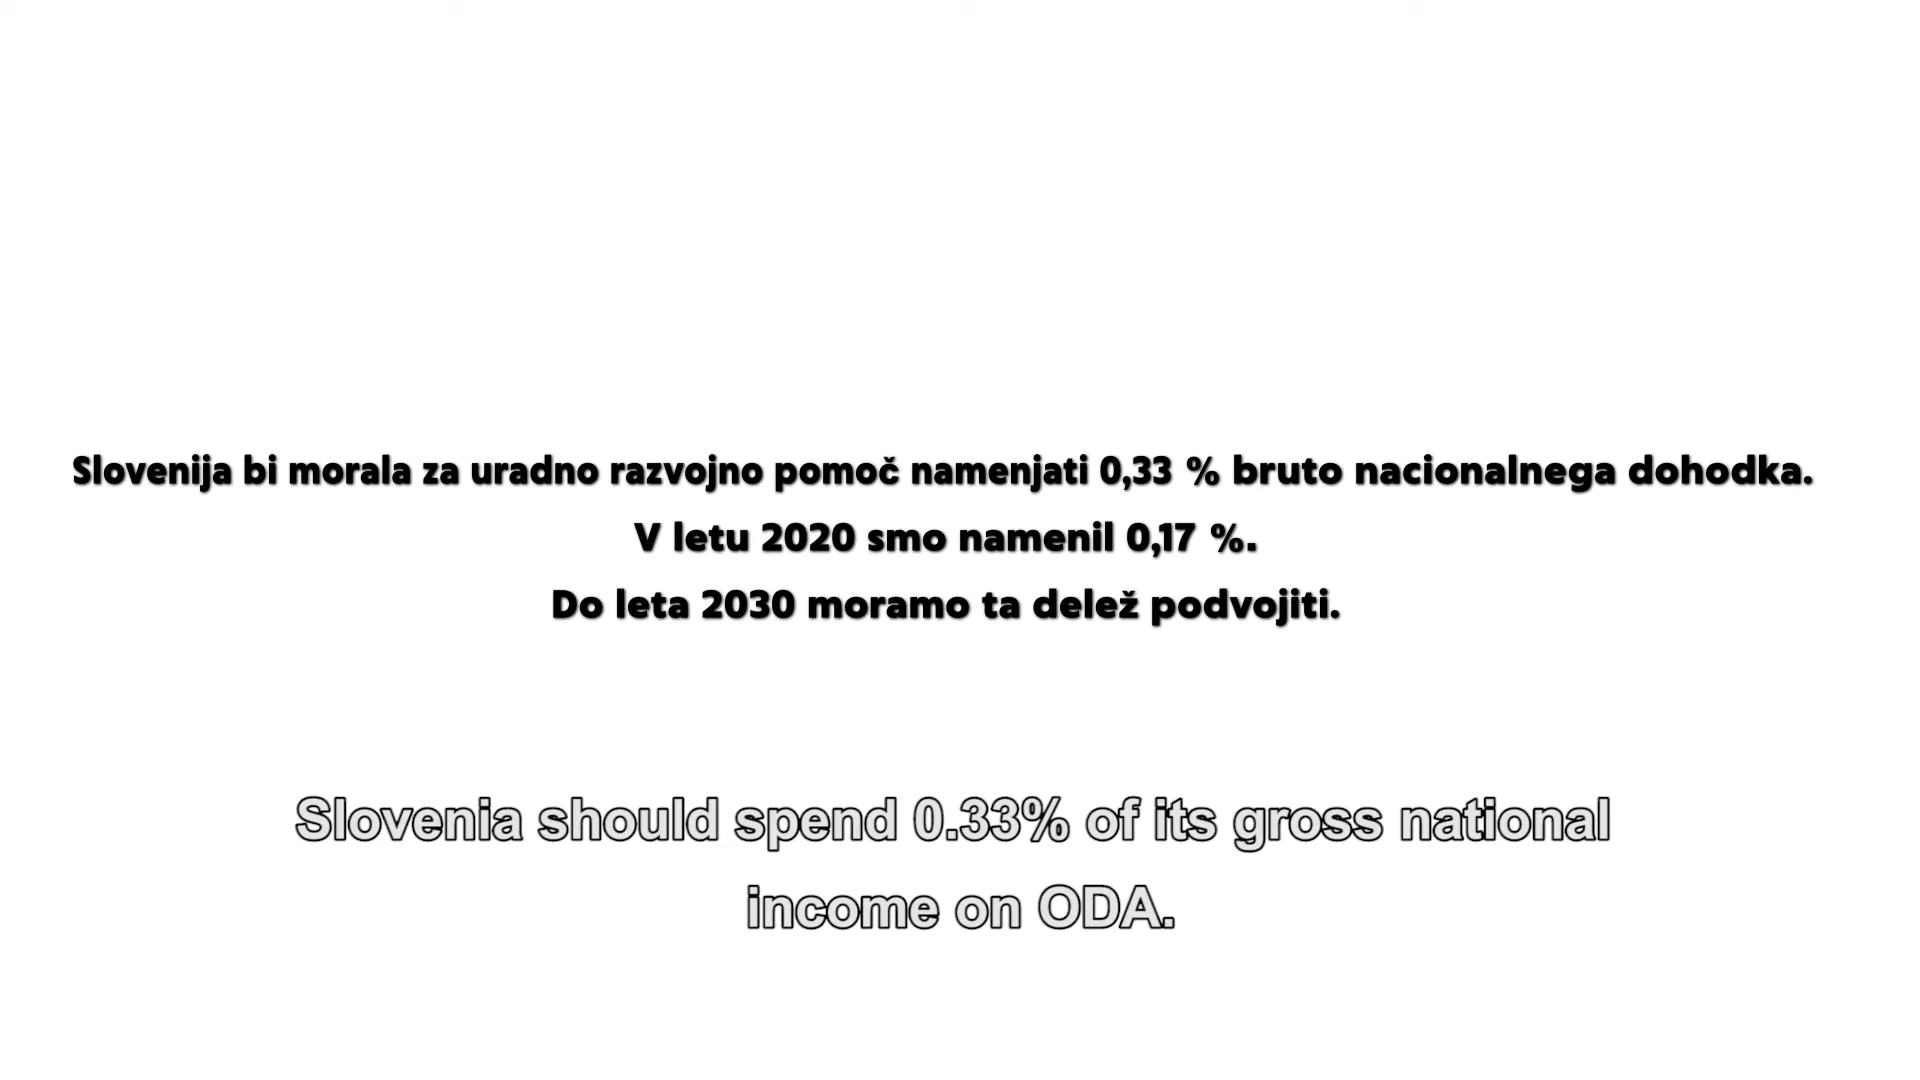 Slovenija bi morala za uradno razvojno pomoč namenjati 0,33 % bruto nacionalnega dohodka.
V letu 2020 smo namenil 0,17 %.
Do leta 2030 moramo ta delež podvojiti.
Slovenia should spend 0.33% of its gross national
income on ODA.